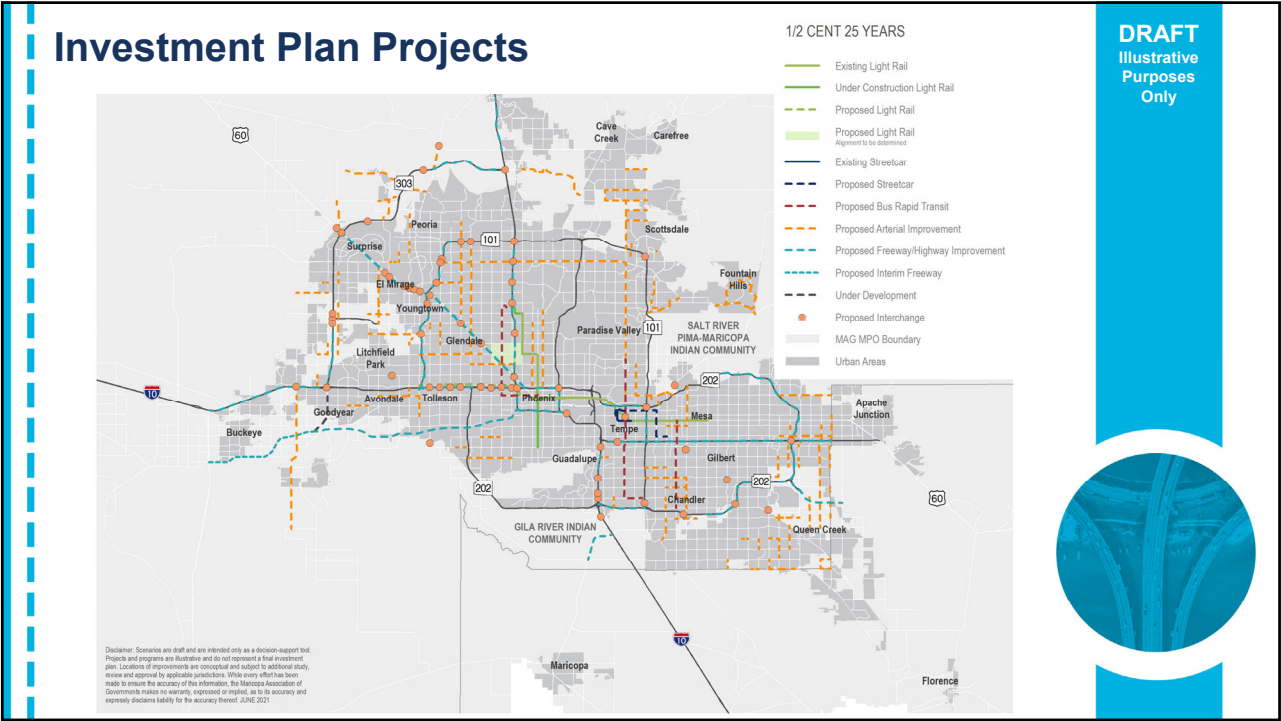 Investment Plan Projects
1/2 CENT 25 YEARS
Existing Light Rail
Under Construction Light Rail
Proposed Light Rail
Proposed Light Rail
Alignment to be determined
Existing Streetcar
Proposed Streetcar
Proposed Bus Rapid Transit
Proposed Arterial Improvement
Proposed Freeway/Highway Improvement
Proposed Interim Freeway
Under Development
Proposed Interchange
MAG MPO Boundary
Urban Areas
DRAFT
Illustrative
Purposes
Only
60
Cave
Creek
Carefree
303
Peoria
Scottsdale
101
Surprise
Fountain
Hills
El Mirage
Youngtown
Paradise Valley
101
SALT RIVER
PIMA-MARICOPA
INDIAN COMMUNITY
Glendale
Litchfield
Park
202
10
Avondale
Tolleson
Phoenix
Apache
Junction
Goodyear
Mesa
Buckeye
Tempe
Guadalupe
Gilbert
202
202
Chandler
60
GILA RIVER INDIAN
COMMUNITY
Queen Creek
10
Maricopa
Florence
Disclaimer: Scenarios are draft and are intended only as a decision-support tool
Projects and programs are illustrative and do not represent a final investment
plan. Locations of improvements are conceptual and subject to additional study,
review and approval by applicable jurisdictions. While every effort has been
made to ensure the accuracy of this information, the Maricopa Association of
Governments makes no warranty, expressed or implied, as to its accuracy and
expressly disclaims liability for the accuracy thereof. JUNE 2021